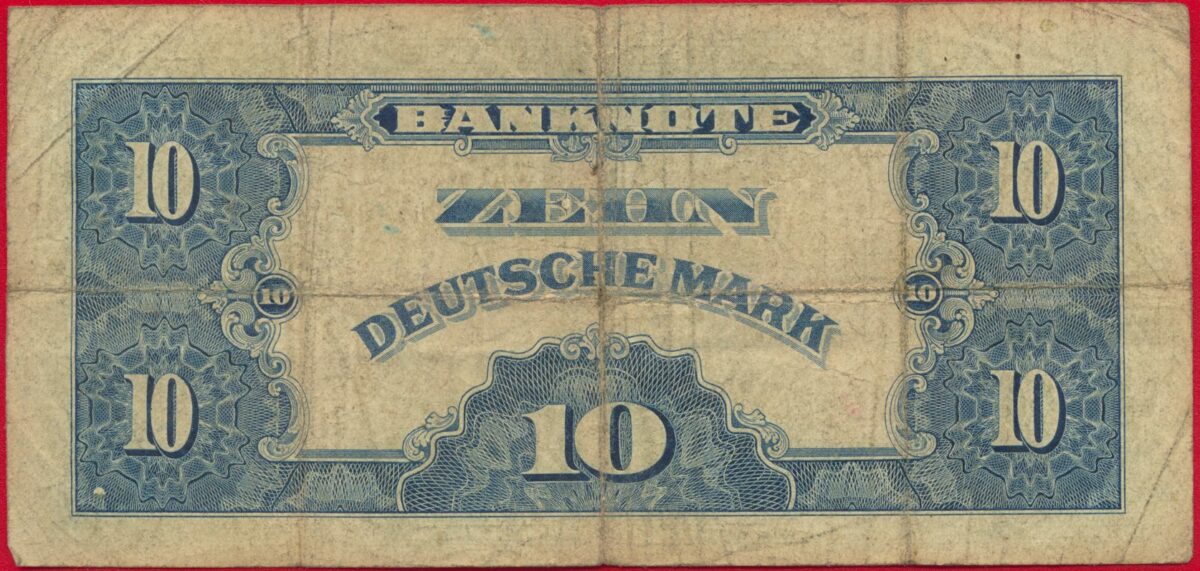 BANKNOTE
10 ZEHN 10
DEUTSCHE MARK
10 10
10 10 10